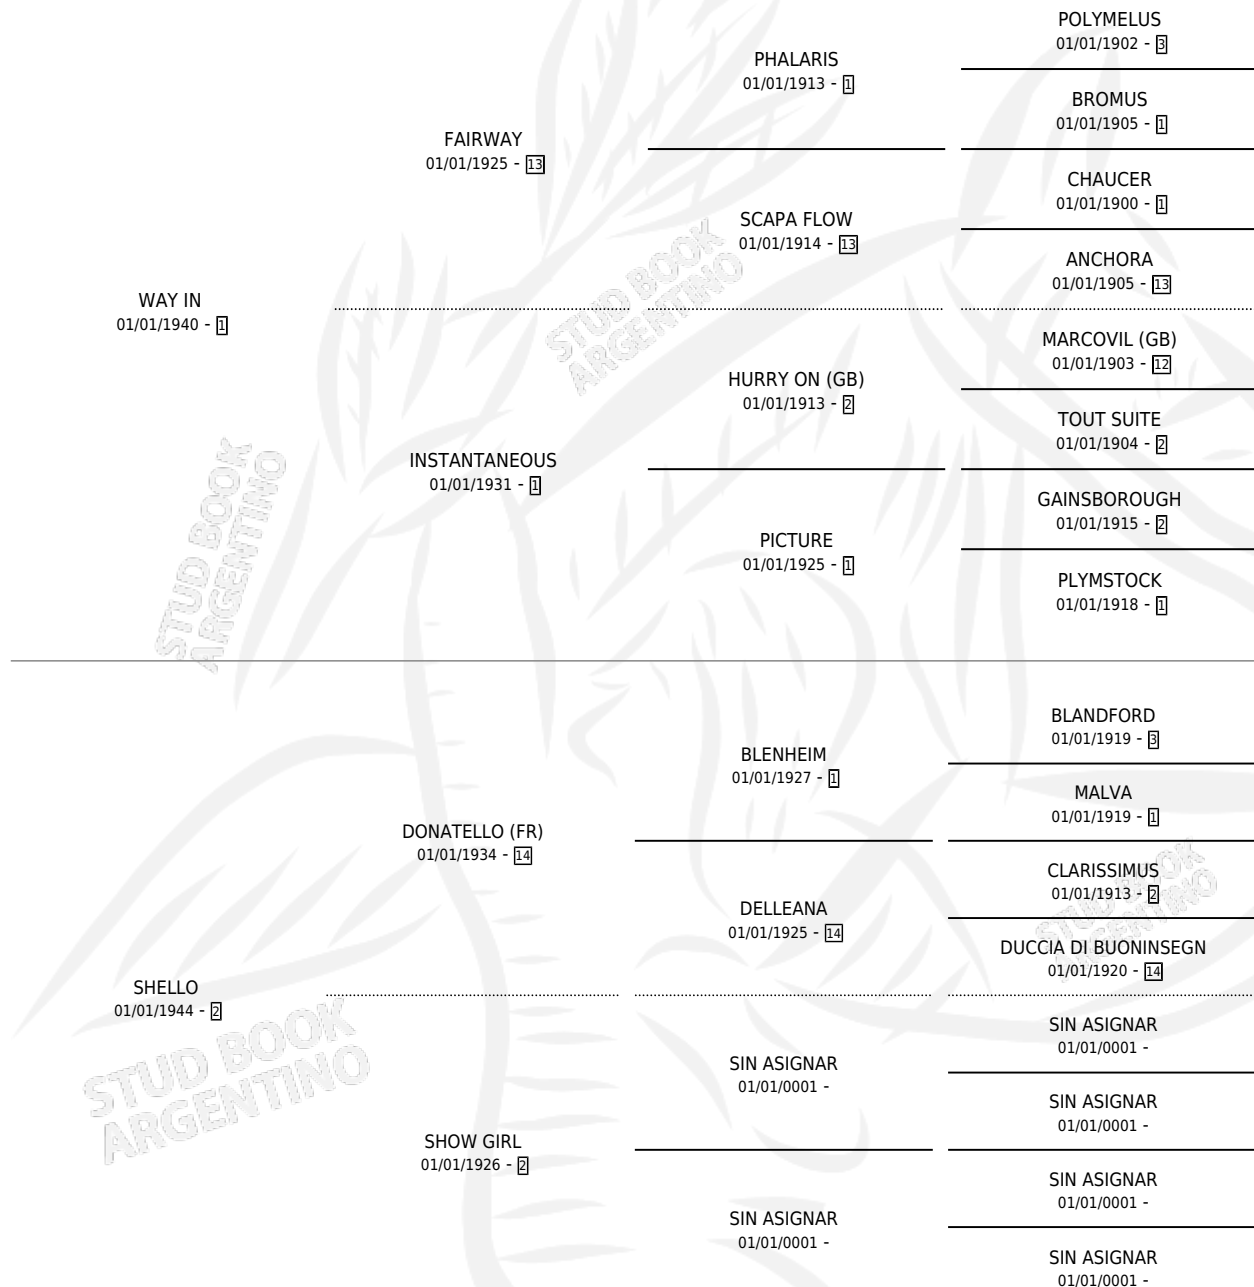 POLYMELUS
01/01/1902 - 3
PHALARIS
01/01/1913 - 1
BROMUS
01/01/1905 - 1
FAIRWAY
01/01/1925 - 13
CHAUCER
01/01/1900 - 1
SCAPA FLOW
01/01/1914 - 13
ANCHORA
01/01/1905 - 13
WAY IN
01/01/1940 - 1
MARCOVIL (GB)
01/01/1903 - 12
HURRY ON (GB)
01/01/1913 - 2
TOUT SUITE
01/01/1904 - 2
INSTANTANEOUS
01/01/1931 - 1
GAINSBOROUGH
01/01/1915 - 2
PICTURE
01/01/1925 - 1
PLYMSTOCK
01/01/1918 - 1
BLANDFORD
01/01/1919 - 3
BLENHEIM
01/01/1927 - 1
MALVA
01/01/1919 - 1
DONATELLO (FR)
01/01/1934 - 14
CLARISSIMUS
01/01/1913 - 2
DELLEANA
01/01/1925 - 14
DUCCIA DI BUONINSEGN
01/01/1920 - 14
SHELLO
01/01/1944 - 2
SIN ASIGNAR
01/01/0001 -
SIN ASIGNAR
01/01/0001 -
SIN ASIGNAR
01/01/0001 -
SHOW GIRL
01/01/1926 - 2
SIN ASIGNAR
01/01/0001 -
SIN ASIGNAR
01/01/0001 -
SIN ASIGNAR
01/01/0001 -
STUD BOOK
ARGENTINO
STUD BOOK
ARGENTINO
STUD BOOK
ARGENTINO
STUD BOOK
ARGENTINO